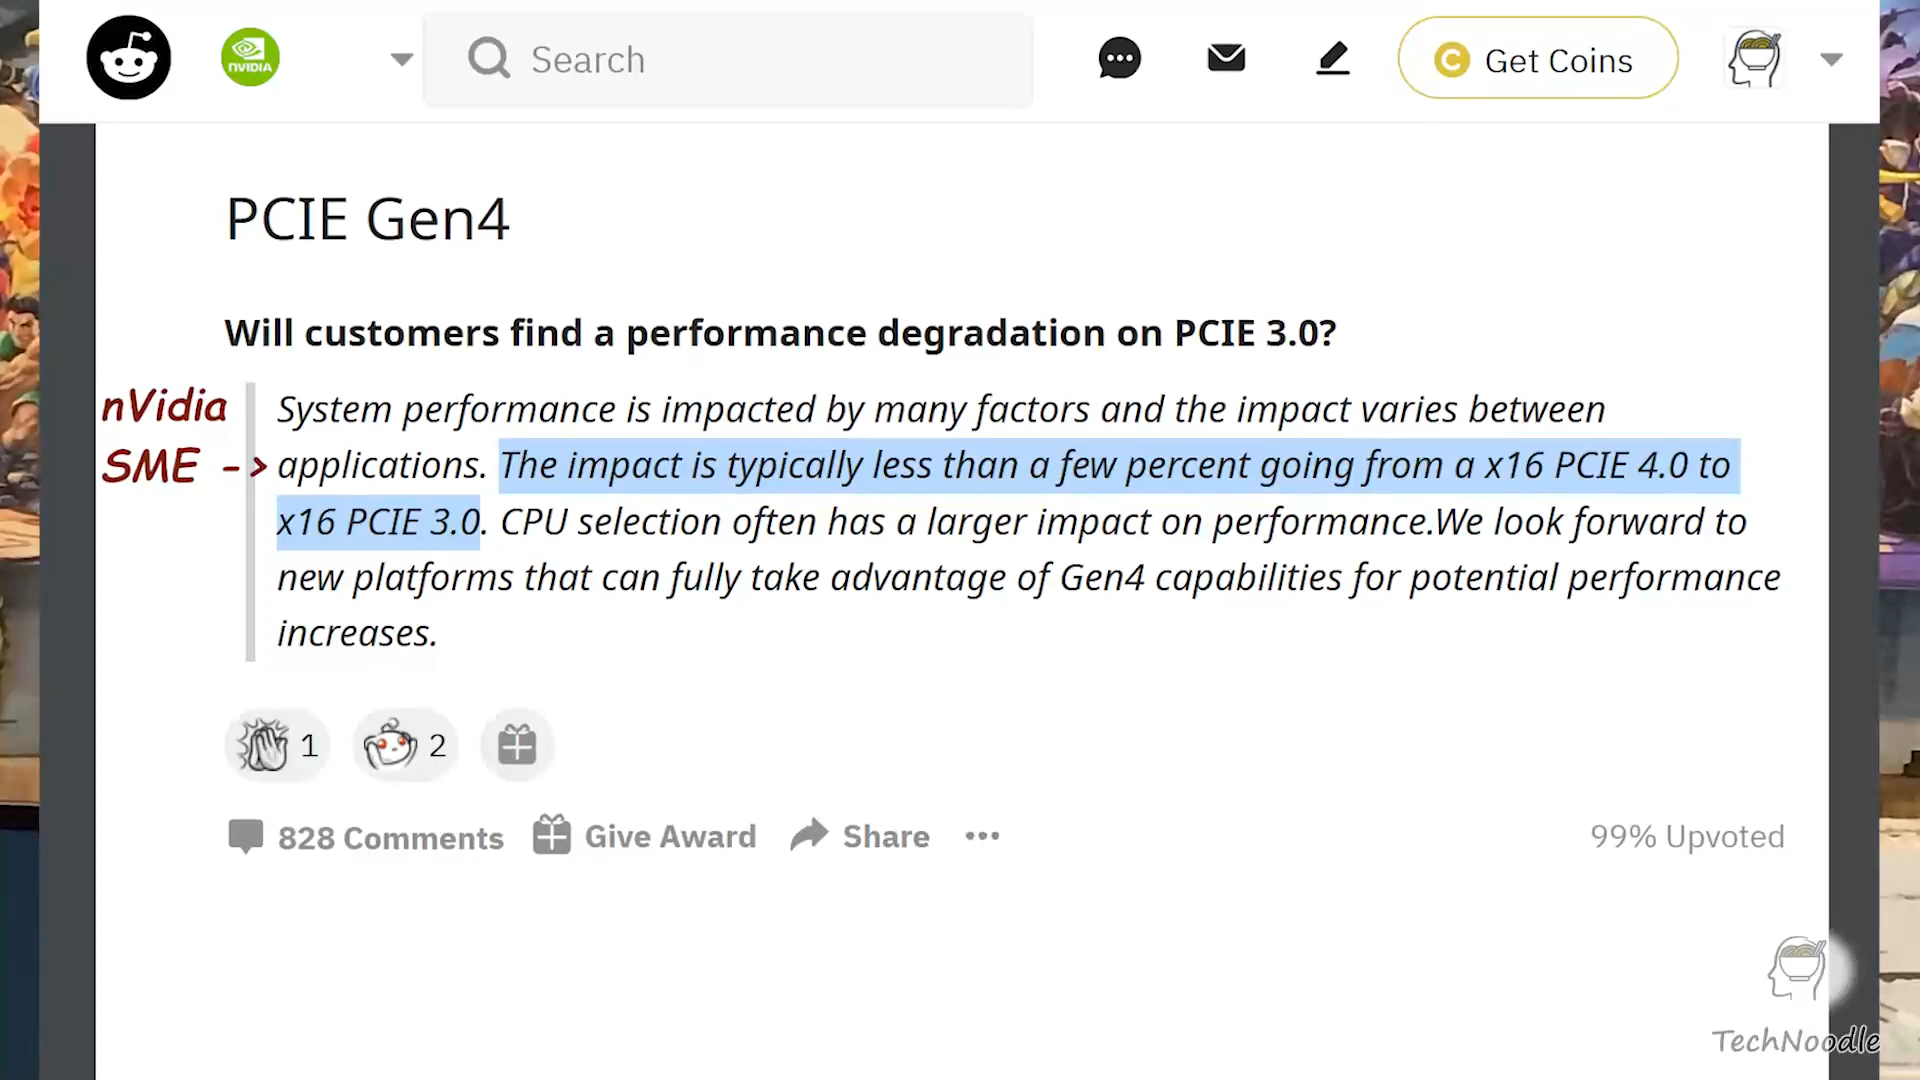 NVIDIA
Search
Get Coins
PCIE Gen4
Will customers find a performance degradation on PCIE 3.0?
nVidia
SME ->
System performance is impacted by many factors and the impact varies between
applications. The impact is typically less than a few percent going from a x16 PCIE 4.0 to
x16 PCIE 3.0. CPU selection often has a larger impact on performance.We look forward to
new platforms that can fully take advantage of Gen4 capabilities for potential performance
increases.
1
2
828 Comments
Give Award
Share
99% Upvoted
TechNoodle